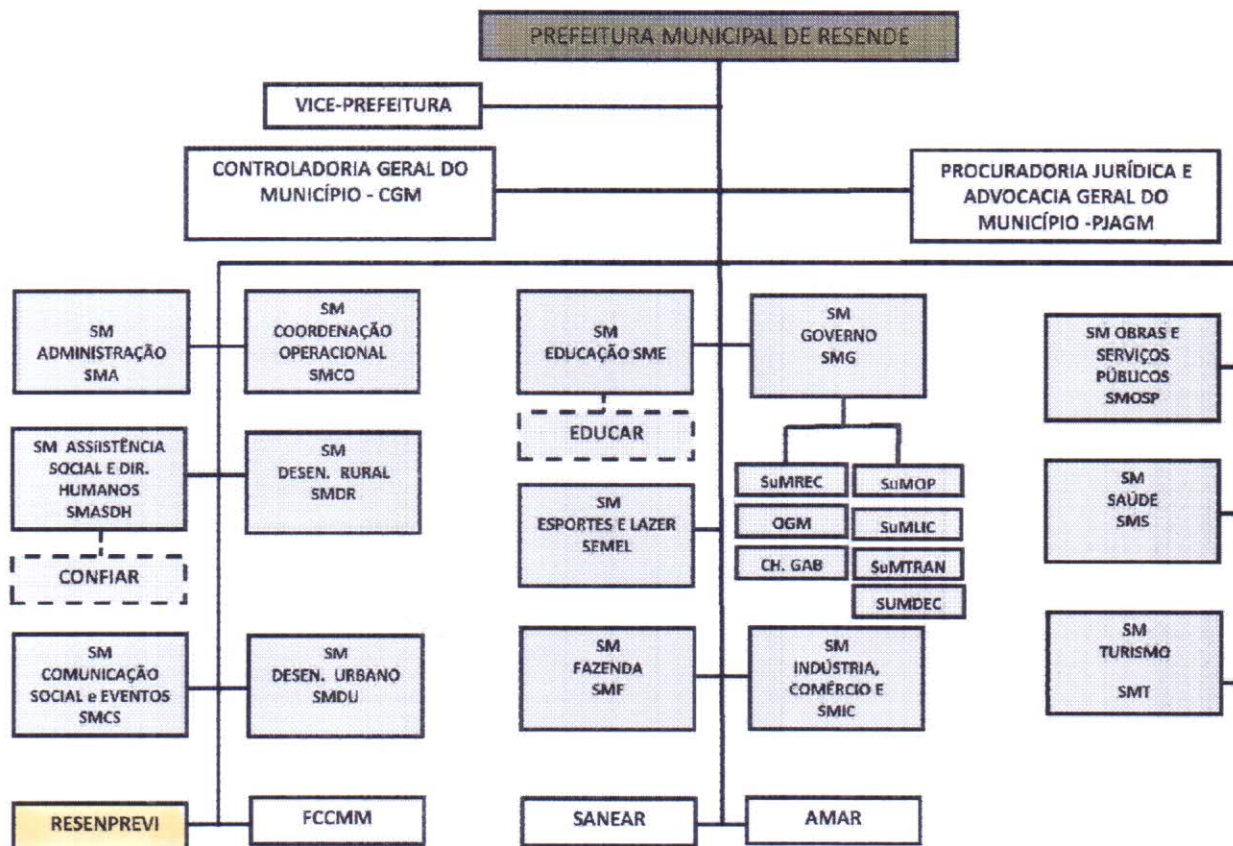 PREFEITURA MUNICIPAL DE RESENDE
VICE-PREFEITURA
CONTROLADORIA GERAL DO
MUNICÍPIO - CGM
PROCURADORIA JURÍDICA E
ADVOCACIA GERAL DO
MUNICÍPIO -PJAGM
SM
ADMINISTRAÇÃO
SMA
SM
COORDENAÇÃO
OPERACIONAL
SMCO
SM
EDUCAÇÃO SME
SM
GOVERNO
SMG
SM OBRAS E
SERVIÇOS
PÚBLICOS
SMOSP
EDUCAR
SM ASSIISTÊNCIA
SOCIAL E DIR.
HUMANOS
SMASDH
SM
DESEN. RURAL
SMDR
SM
ESPORTES E LAZER
SEMEL
SuMREC
OGM
CH. GAB
SuMOP
SuMLIC
SuMTRAN
SUMDEC
SM
SAÚDE
SMS
CONFIAR
SM
COMUNICAÇÃO
SOCIAL e EVENTOS
SMCS
SM
DESEN. URBANO
SMDU
SM
FAZENDA
SMF
SM
INDÚSTRIA,
COMÉRCIO E
SMIC
SM
TURISMO
SMT
RESENPREVI
FCCMM
SANEAR
AMAR